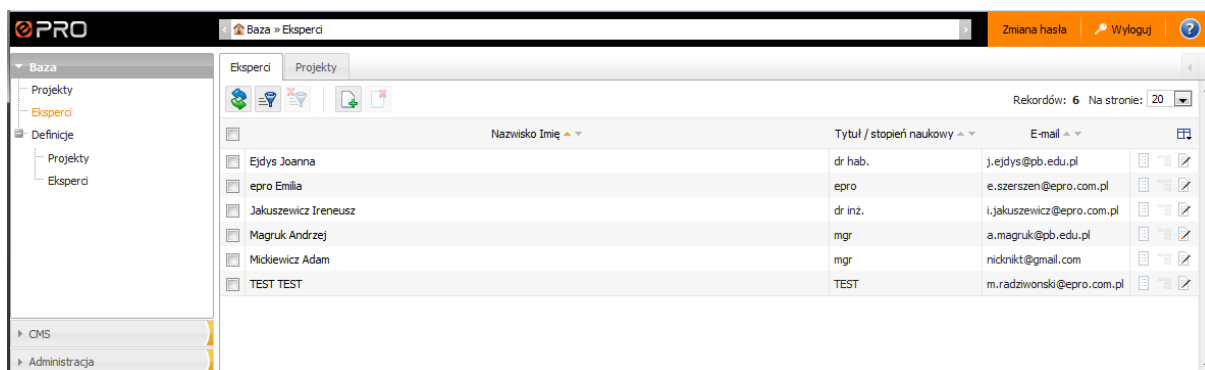 PRO
Baza » Eksperci
Zmiana hasła
Wyloguj
?
Baza
Projekty
Eksperci
Definicje
Projekty
Eksperci
CMS
Administracja
Eksperci Projekty
Rekordów: 6 Na stronie: 20
Nazwisko Imię Tytuł / stopień naukowy E-mail
Ejdys Joanna dr hab. j.ejdys@pb.edu.pl
epro Emilia epro e.szerszen@epro.com.pl
Jakuszewicz Ireneusz dr inż. i.jakuszewicz@epro.com.pl
Magruk Andrzej mgr a.magruk@pb.edu.pl
Mickiewicz Adam mgr nicknikt@gmail.com
TEST TEST TEST m.radziwonski@epro.com.pl